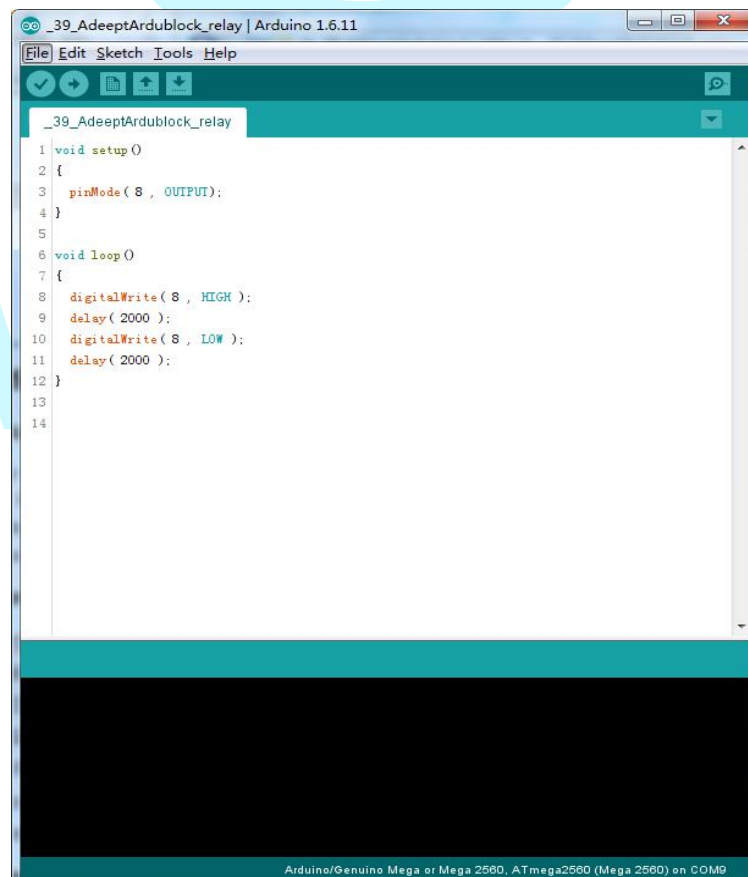 _39_AdeeptArdublock_relay | Arduino 1.6.11
File Edit Sketch Tools Help
_39_AdeeptArdublock_relay
1 void setup()
2 {
3   pinMode( 8 , OUTPUT);
4 }
5
6 void loop()
7 {
8   digitalWrite( 8 , HIGH );
9   delay( 2000 );
10   digitalWrite( 8 , LOW );
11   delay( 2000 );
12 }
13
14
Arduino/Genuino Mega or Mega 2560, ATmega2560 (Mega 2560) on COM9